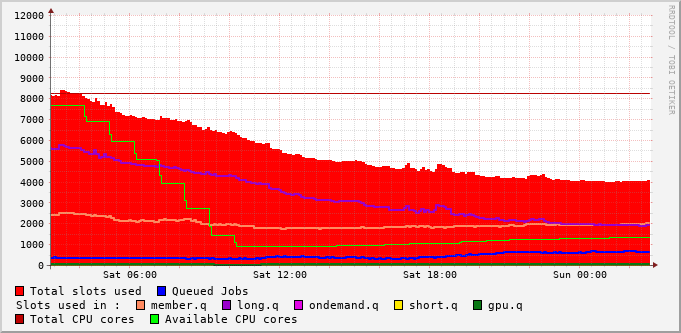 12000
11000
10000
9000
8000
7000
6000
5000
4000
3000
2000
1000
0
Sat 06:00 Sat 12:00 Sat 18:00 Sun 00:00
RRDTOOL / TOBI OETIKER
Total slots used Queued Jobs
Slots used in : member.q long.q ondemand.q short.q gpu.q
Total CPU cores Available CPU cores